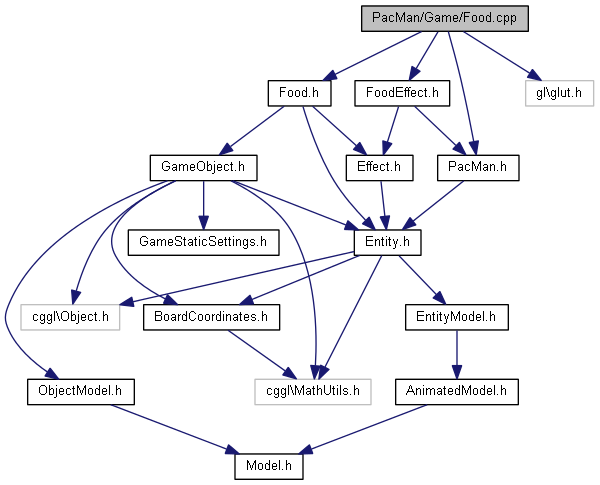 PacMan/Game/Food.cpp
Food.h
FoodEffect.h
gl\glut.h
GameObject.h
Effect.h
PacMan.h
GameStaticSettings.h
Entity.h
cggl\Object.h
BoardCoordinates.h
EntityModel.h
ObjectModel.h
cggl\MathUtils.h
AnimatedModel.h
Model.h